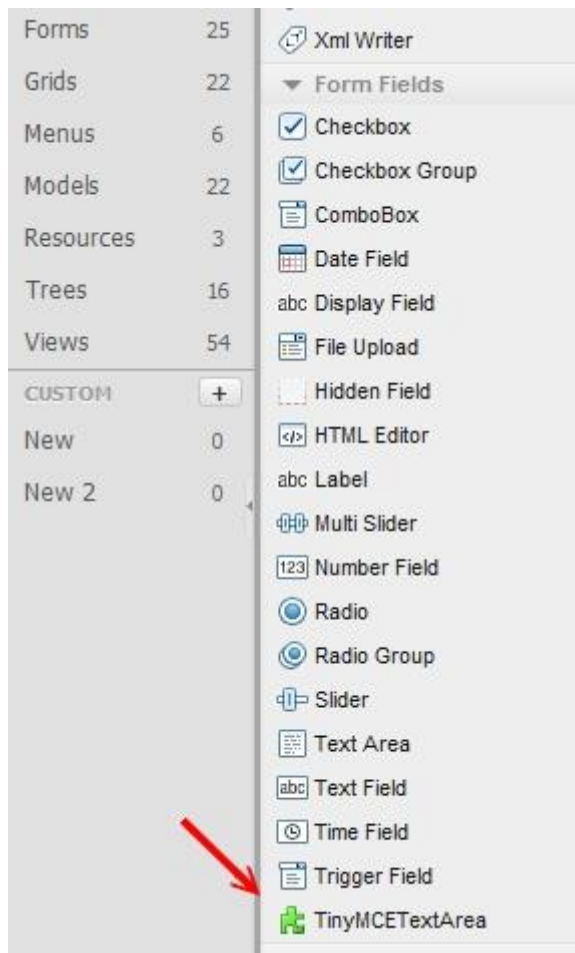 Forms 25
Grids 22
Menus 6
Models 22
Resources 3
Trees 16
Views 54
CUSTOM +
New 0
New 2 0
Xml Writer
Form Fields
Checkbox
Checkbox Group
ComboBox
Date Field
abc Display Field
File Upload
Hidden Field
</> HTML Editor
abc Label
Multi Slider
123 Number Field
Radio
Radio Group
Slider
Text Area
abc Text Field
Time Field
Trigger Field
TinyMCETextArea